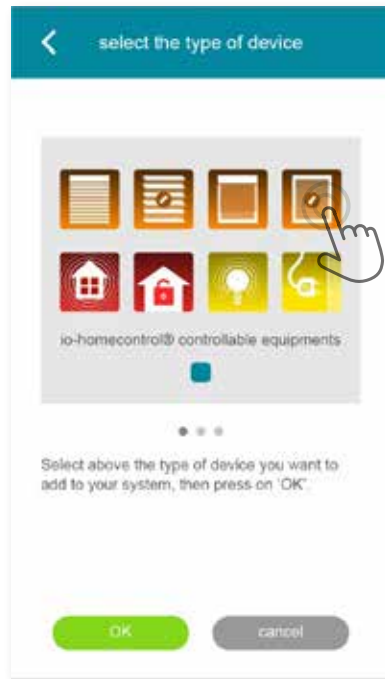 select the type of device
io-homecontrol® controllable equipments
Select above the type of device you want to
add to your system, then press on 'OK'.
OK
cancel